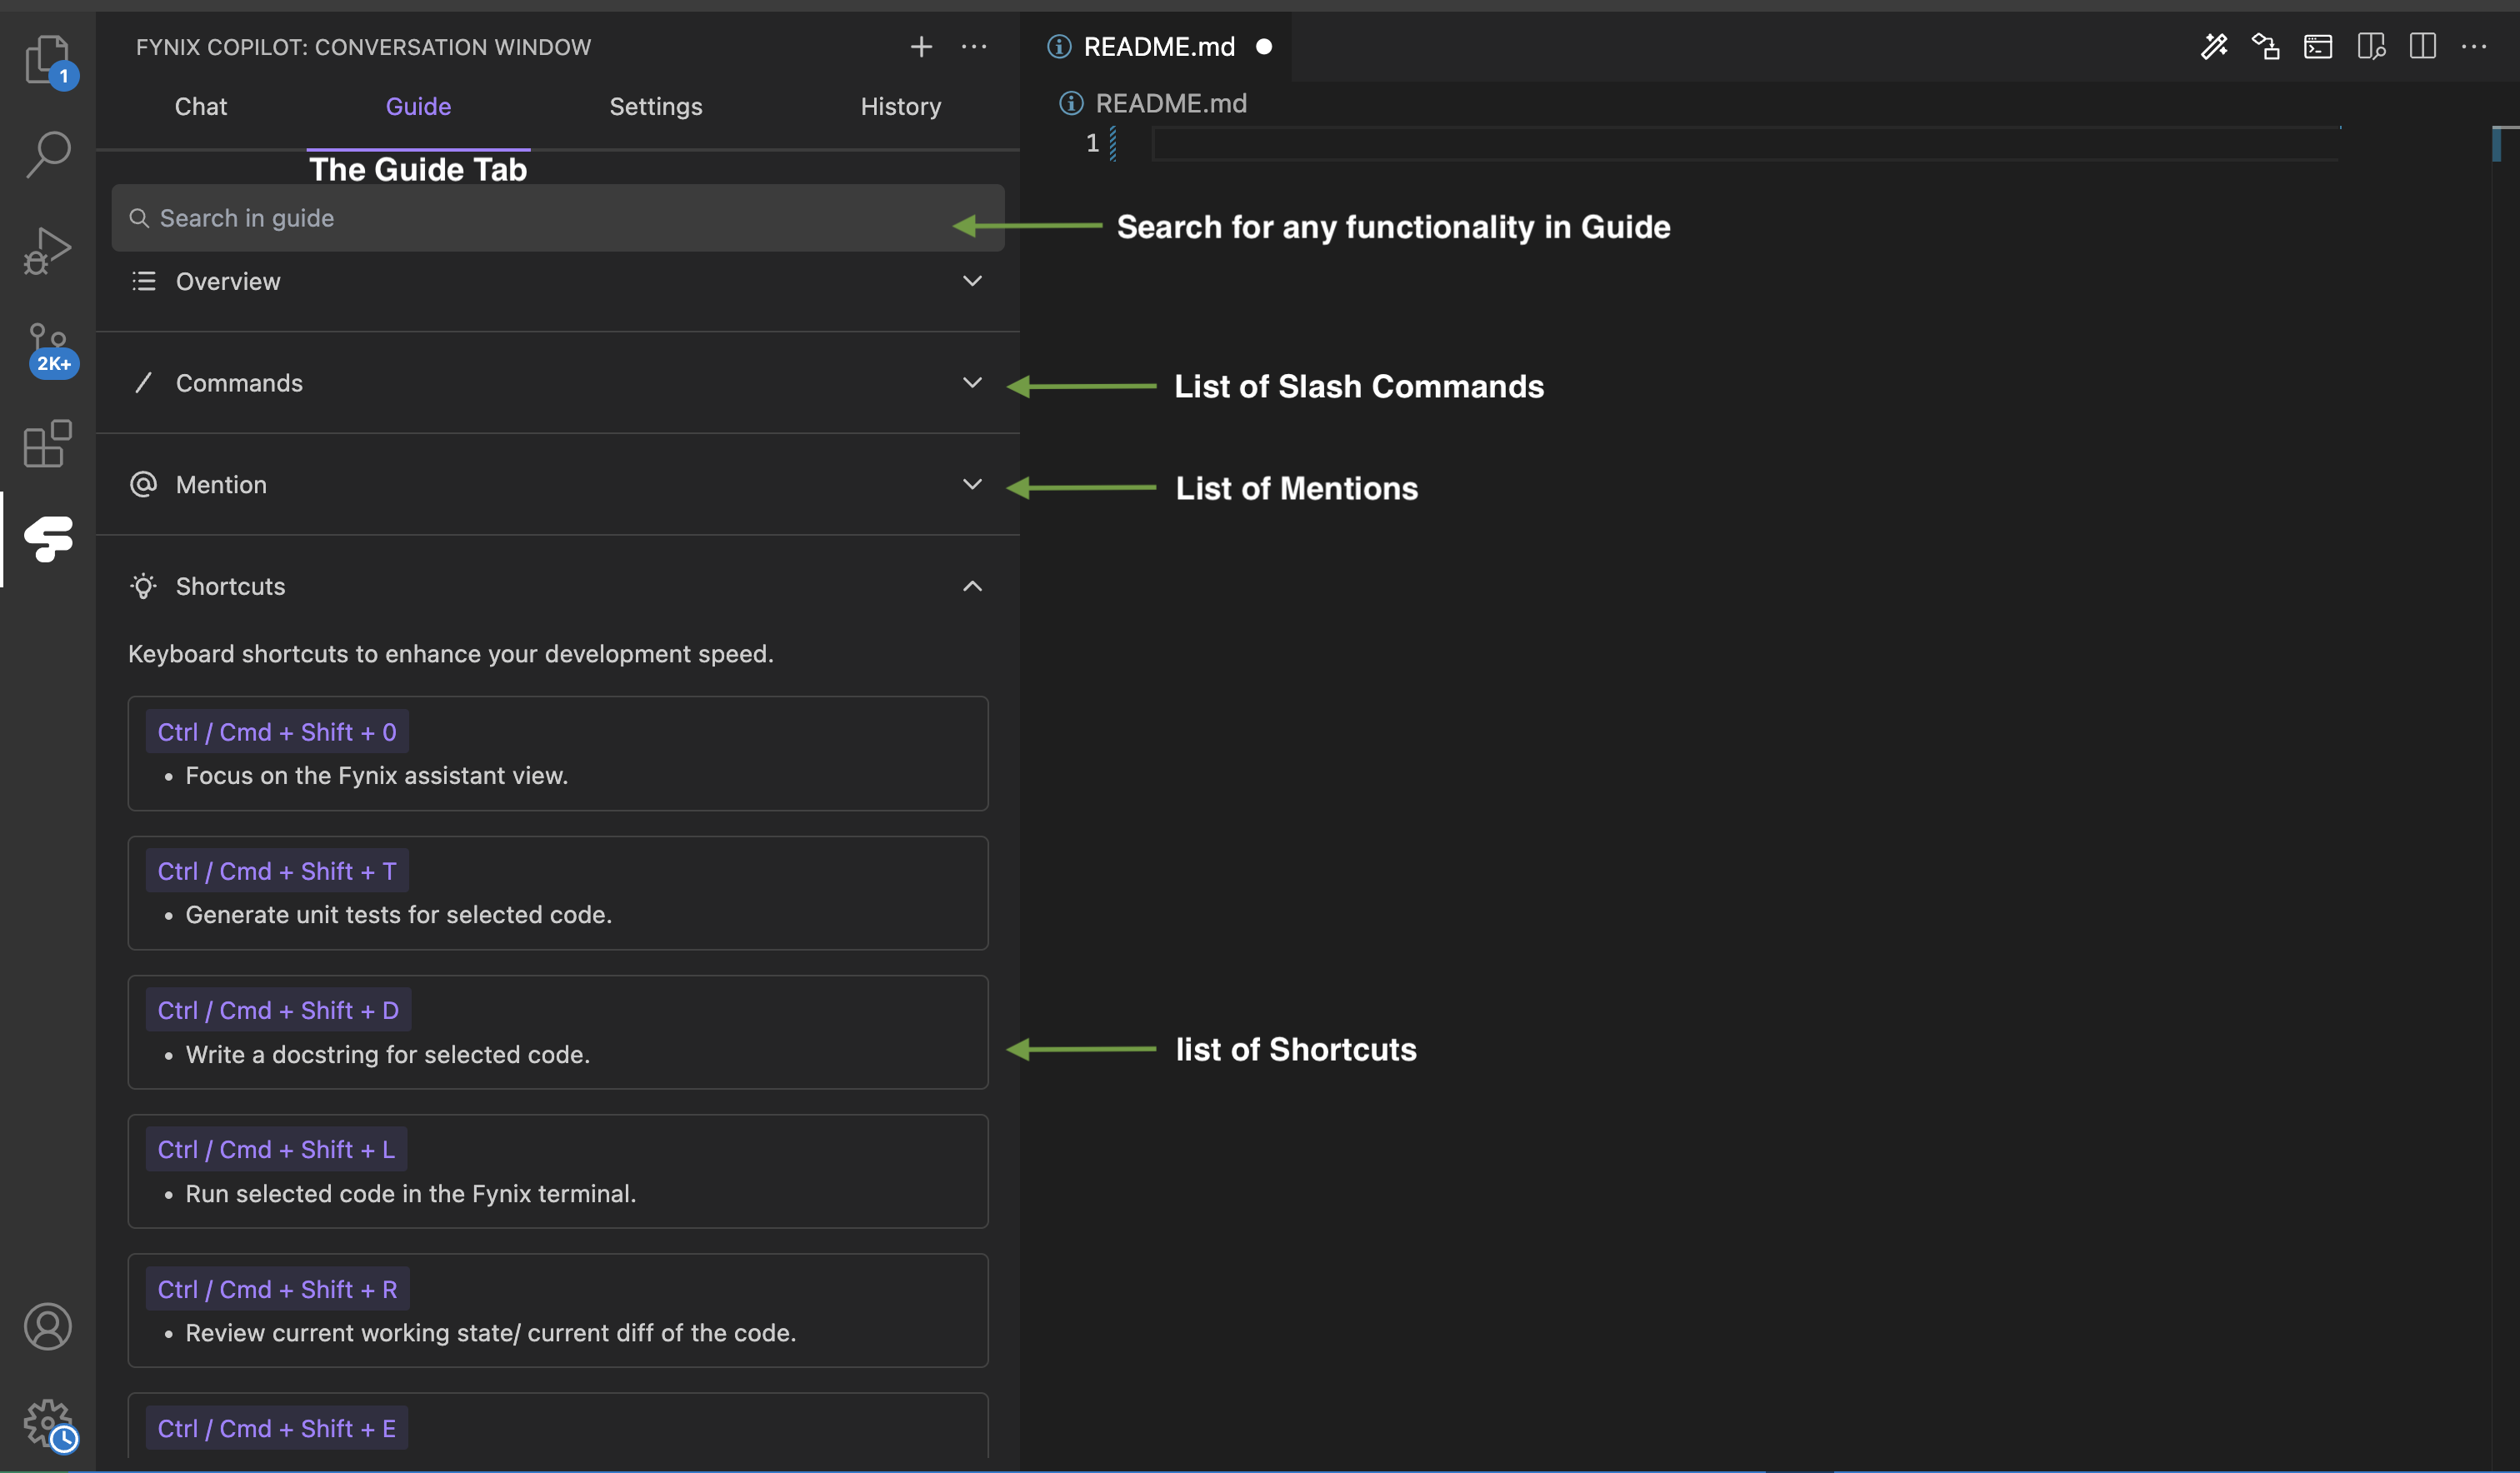 FYNIX COPILOT: CONVERSATION WINDOW
README.md
1
Chat
Guide
Settings
History
README.md
1
The Guide Tab
Search in guide
Search for any functionality in Guide
Overview
2K+
Commands
List of Slash Commands
@ Mention
List of Mentions
Shortcuts
Keyboard shortcuts to enhance your development speed.
Ctrl / Cmd + Shift + 0
• Focus on the Fynix assistant view.
Ctrl / Cmd + Shift + T
• Generate unit tests for selected code.
Ctrl / Cmd + Shift + D
• Write a docstring for selected code.
list of Shortcuts
Ctrl / Cmd + Shift + L
• Run selected code in the Fynix terminal.
Ctrl / Cmd + Shift + R
• Review current working state/ current diff of the code.
Ctrl / Cmd + Shift + E